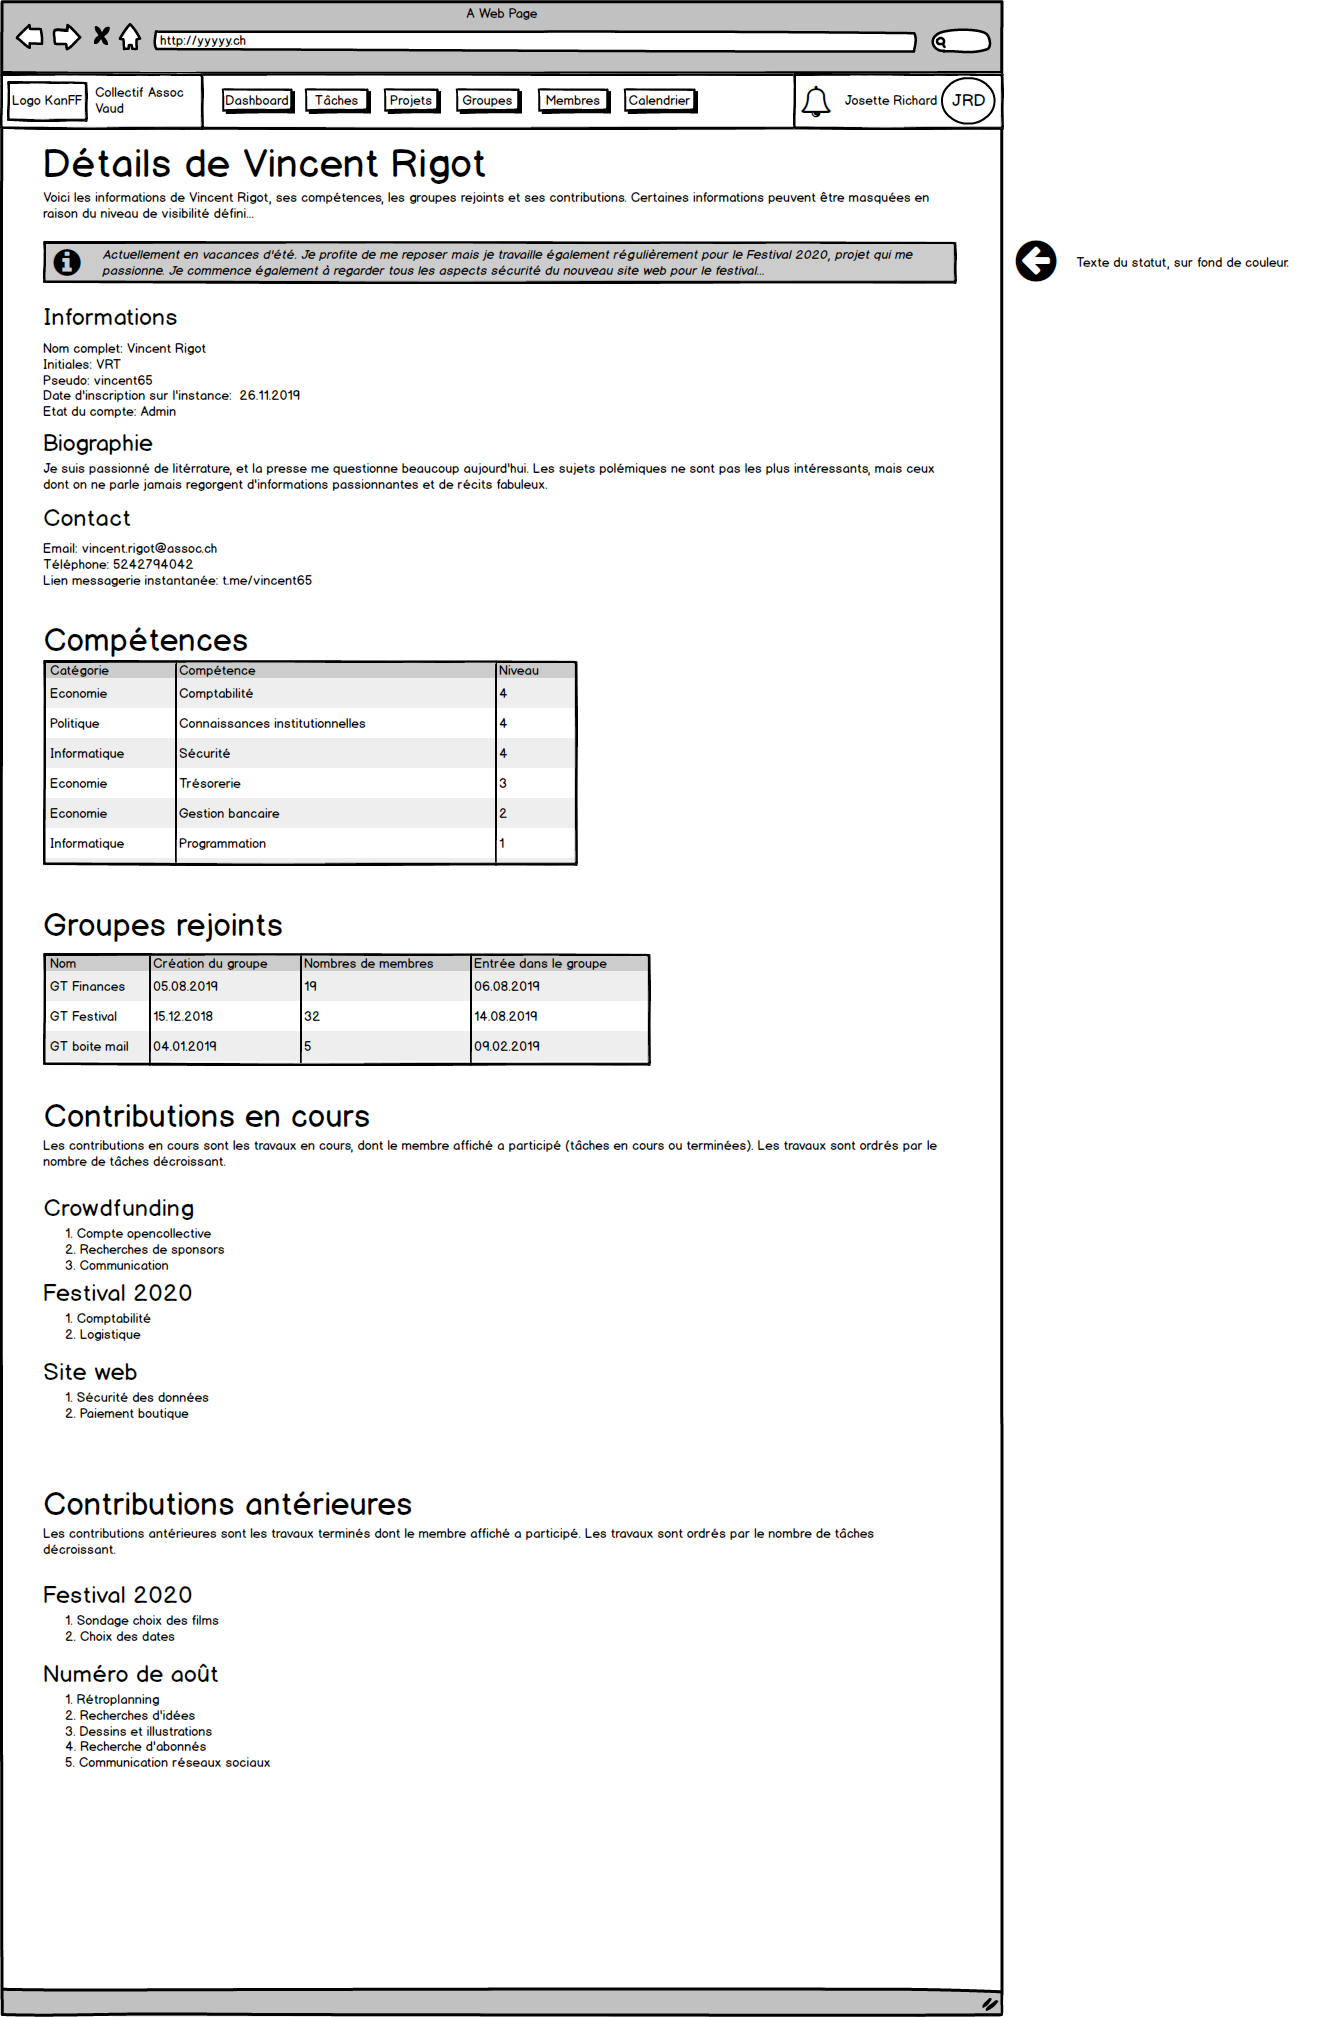 A Web Page
http://yyyyy.ch
Logo KanFF
Collectif Assoc
Vaud
Dashboard
Tâches
Projets
Groupes
Membres
Calendrier
Josette Richard
JRD
Détails de Vincent Rigot
Voici les informations de Vincent Rigot, ses compétences, les groupes rejoints et ses contributions. Certaines informations peuvent être masquées en
raison du niveau de visibilité défini...
Actuellement en vacances d'été. Je profite de me reposer mais je travaille également régulièrement pour le Festival 2020, projet qui me
passionne. Je commence également à regarder tous les aspects sécurité du nouveau site web pour le festival...
Texte du statut, sur fond de couleur.
Informations
Nom complet: Vincent Rigot
Initiales: VRT
Pseudo: vincent65
Date d'inscription sur l'instance:  26.11.2019
Etat du compte: Admin
Biographie
Je suis passionné de litérrature, et la presse me questionne beaucoup aujourd'hui. Les sujets polémiques ne sont pas les plus intéressants, mais ceux
dont on ne parle jamais regorgent d'informations passionnantes et de récits fabuleux.
Contact
Email: vincent.rigot@assoc.ch
Téléphone: 5242794042
Lien messagerie instantanée: t.me/vincent65
Compétences
Catégorie Compétence Niveau
Economie Comptabilité 4
Politique Connaissances institutionnelles 4
Informatique Sécurité 4
Economie Trésorerie 3
Economie Gestion bancaire 2
Informatique Programmation 1
Groupes rejoints
Nom Création du groupe Nombres de membres Entrée dans le groupe
GT Finances 05.08.2019 19 06.08.2019
GT Festival 15.12.2018 32 14.08.2019
GT boite mail 04.01.2019 5 09.02.2019
Contributions en cours
Les contributions en cours sont les travaux en cours, dont le membre affiché a participé (tâches en cours ou terminées). Les travaux sont ordrés par le
nombre de tâches décroissant.
Crowdfunding
1. Compte opencollective
2. Recherches de sponsors
3. Communication
Festival 2020
1. Comptabilité
2. Logistique
Site web
1. Sécurité des données
2. Paiement boutique
Contributions antérieures
Les contributions antérieures sont les travaux terminés dont le membre affiché a participé. Les travaux sont ordrés par le nombre de tâches
décroissant.
Festival 2020
1. Sondage choix des films
2. Choix des dates
Numéro de août
1. Rétroplanning
2. Recherches d'idées
3. Dessins et illustrations
4. Recherche d'abonnés
5. Communication réseaux sociaux